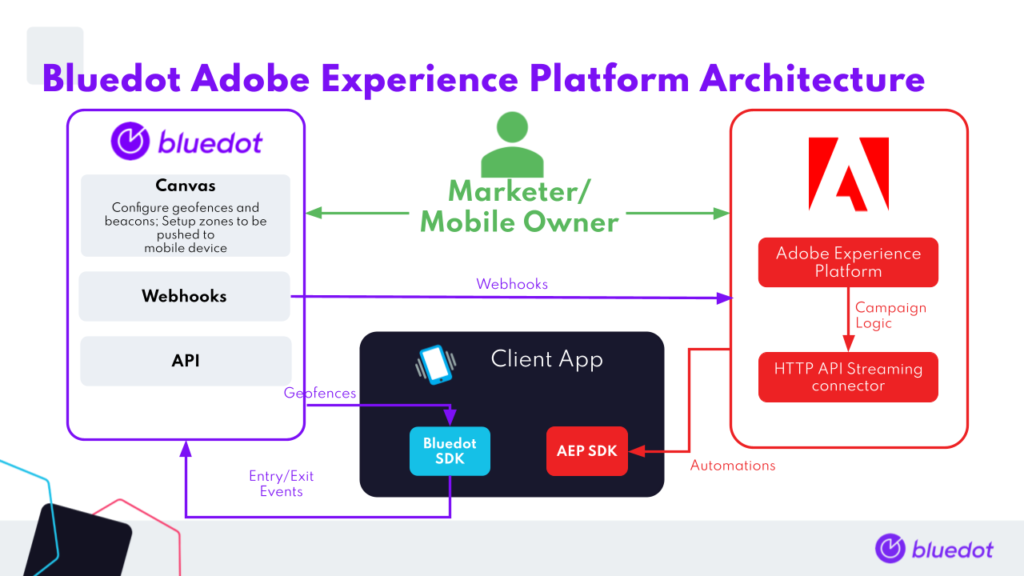 Bluedot Adobe Experience Platform Architecture
bluedot
Canvas
Configure geofences and
beacons; Setup zones to be
pushed to
mobile device
Webhooks
API
Marketer/
Mobile Owner
Webhooks
Adobe Experience
Platform
Campaign
Logic
HTTP API Streaming
connector
Client App
Geofences
Bluedot
SDK
AEP SDK
Automations
Entry/Exit
Events
bluedot